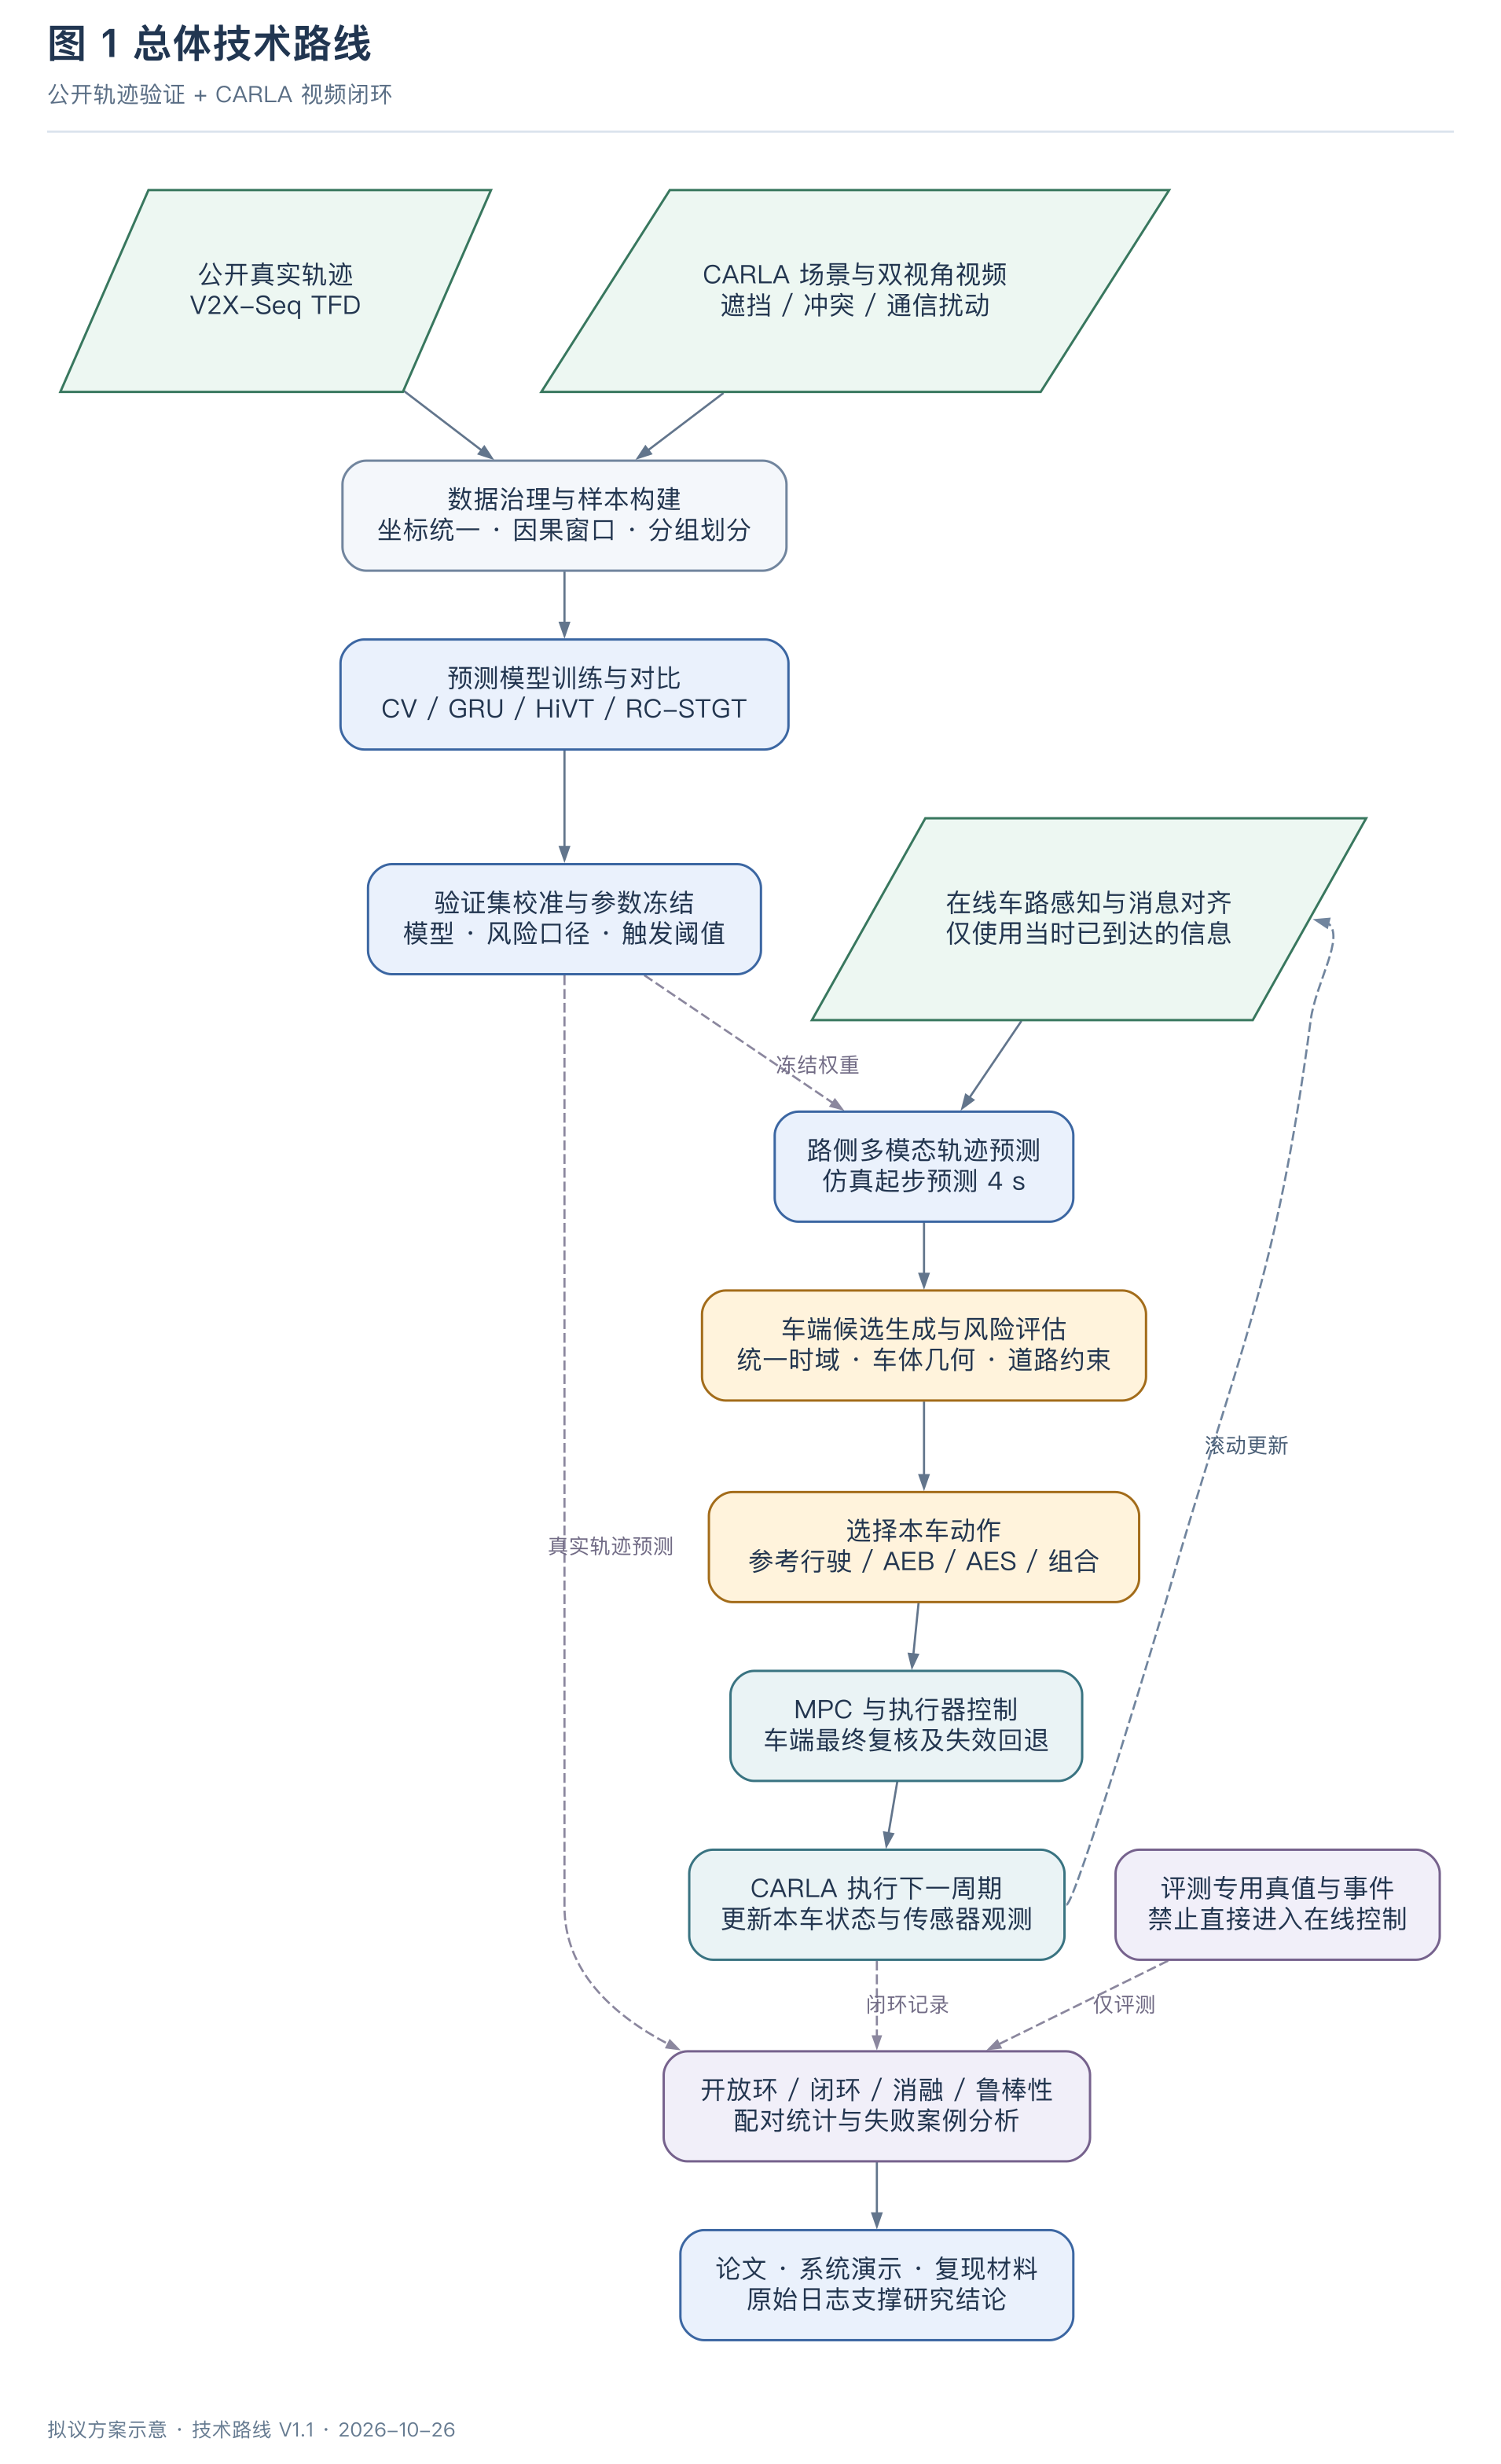 图 1 总体技术路线
公开轨迹验证 + CARLA 视频闭环
公开真实轨迹
V2X–Seq TFD
CARLA 场景与双视角视频
遮挡 / 冲突 / 通信扰动
数据治理与样本构建
坐标统一 · 因果窗口 · 分组划分
预测模型训练与对比
CV / GRU / HiVT / RC–STGT
验证集校准与参数冻结
模型 · 风险口径 · 触发阈值
在线车路感知与消息对齐
仅使用当时已到达的信息
冻结权重
路侧多模态轨迹预测
仿真起步预测 4 s
车端候选生成与风险评估
统一时域 · 车体几何 · 道路约束
滚动更新
选择本车动作
参考行驶 / AEB / AES / 组合
真实轨迹预测
MPC 与执行器控制
车端最终复核及失效回退
CARLA 执行下一周期
更新本车状态与传感器观测
评测专用真值与事件
禁止直接进入在线控制
闭环记录
仅评测
开放环 / 闭环 / 消融 / 鲁棒性
配对统计与失败案例分析
论文 · 系统演示 · 复现材料
原始日志支撑研究结论
拟议方案示意 · 技术路线 V1.1 · 2026–10–26